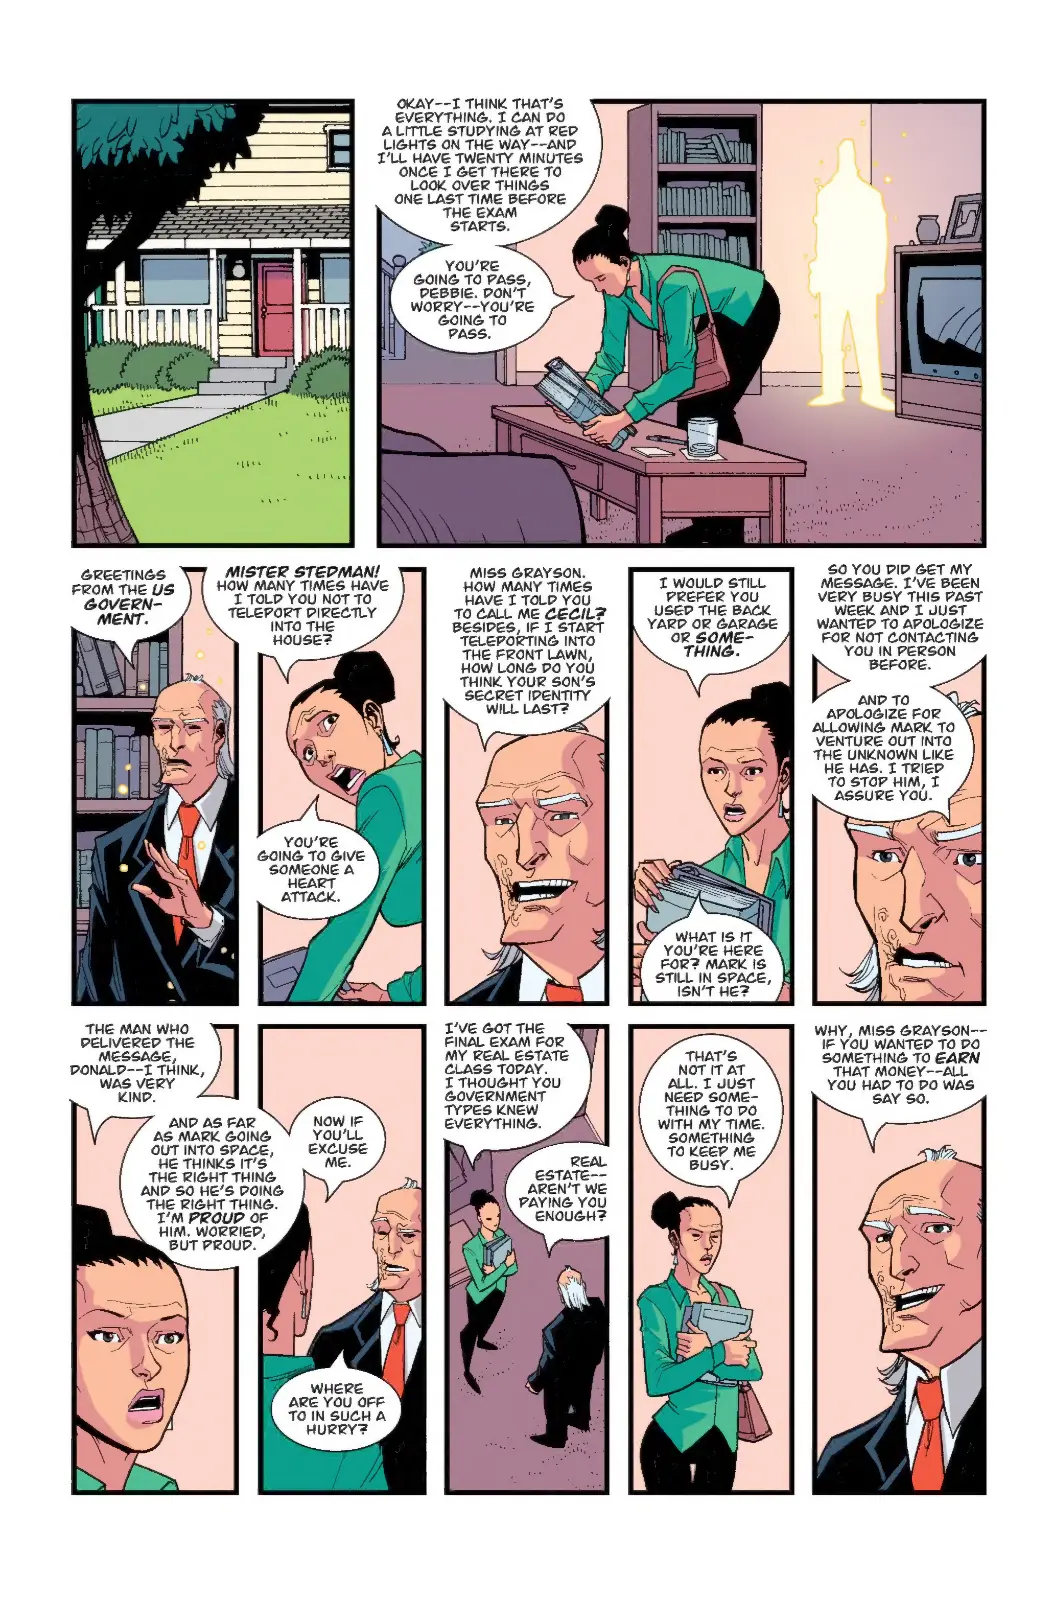 OKAY--I THINK THAT'S
EVERYTHING. I CAN DO
A LITTLE STUDYING AT RED
LIGHTS ON THE WAY--AND
I'LL HAVE TWENTY MINUTES
ONCE I GET THERE TO
LOOK OVER THINGS
ONE LAST TIME BEFORE
THE EXAM
STARTS.
YOU'RE
GOING TO PASS,
DEBBIE. DON'T
WORRY--YOU'RE
GOING TO
PASS.
GREETINGS
FROM THE US
GOVERN-
MENT.
MISTER STEDMAN!
HOW MANY TIMES HAVE
I TOLD YOU NOT TO
TELEPORT DIRECTLY
INTO THE
HOUSE?
YOU'RE
GOING TO GIVE
SOMEONE A
HEART
ATTACK.
MISS GRAYSON.
HOW MANY TIMES
HAVE I TOLD YOU
TO CALL ME CECIL?
BESIDES, IF I START
TELEPORTING INTO
THE FRONT LAWN,
HOW LONG DO YOU
THINK YOUR SON'S
SECRET IDENTITY
WILL LAST?
I WOULD STILL
PREFER YOU
USED THE BACK
YARD OR GARAGE
OR SOME-
THING.
WHAT IS IT
YOU'RE HERE
FOR? MARK IS
STILL IN SPACE,
ISN'T HE?
SO YOU DID GET MY
MESSAGE. I'VE BEEN
VERY BUSY THIS PAST
WEEK AND I JUST
WANTED TO APOLOGIZE
FOR NOT CONTACTING
YOU IN PERSON
BEFORE.
AND TO
APOLOGIZE FOR
ALLOWING MARK TO
VENTURE OUT INTO
THE UNKNOWN LIKE
HE HAS. I TRIED
TO STOP HIM, I
ASSURE YOU.
THE MAN WHO
DELIVERED THE
MESSAGE,
DONALD--I THINK,
WAS VERY
KIND.
AND AS FAR
AS MARK GOING
OUT INTO SPACE,
HE THINKS IT'S
THE RIGHT THING
AND SO HE'S DOING
THE RIGHT THING.
I'M PROUD OF
HIM. WORRIED,
BUT PROUD.
NOW IF
YOU'LL
EXCUSE
ME.
WHERE
ARE YOU OFF
TO IN SUCH A
HURRY?
I'VE GOT THE
FINAL EXAM FOR
MY REAL ESTATE
CLASS TODAY.
I THOUGHT YOU
GOVERNMENT
TYPES KNEW
EVERYTHING.
REAL
ESTATE--
AREN'T WE
PAYING YOU
ENOUGH?
THAT'S
NOT IT AT
ALL. I JUST
NEED SOME-
THING TO DO
WITH MY TIME.
SOMETHING
TO KEEP ME
BUSY.
WHY, MISS GRAYSON--
IF YOU WANTED TO DO
SOMETHING TO EARN
THAT MONEY--ALL
YOU HAD TO DO WAS
SAY SO.